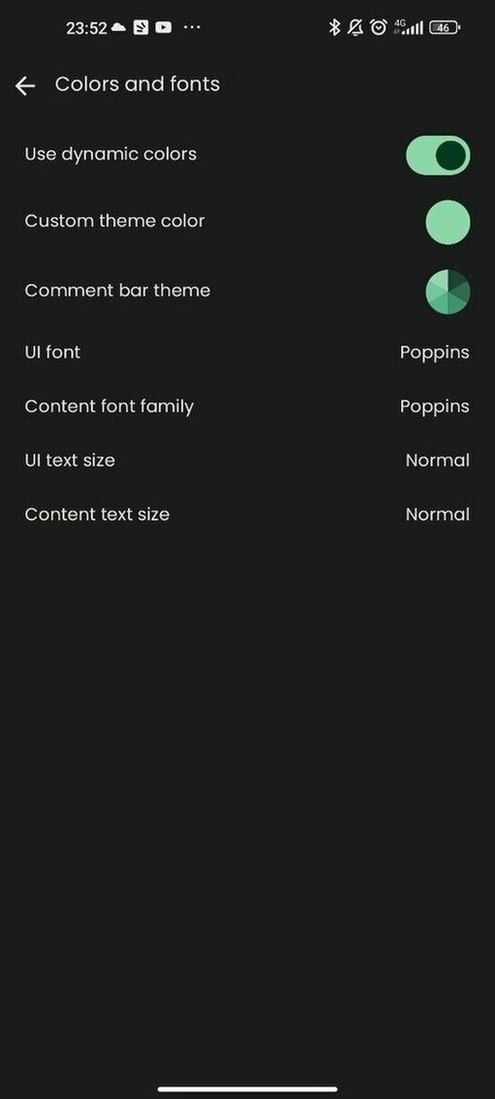 23:52 ... 4G 46
Colors and fonts
Use dynamic colors
Custom theme color
Comment bar theme
UI font Poppins
Content font family Poppins
UI text size Normal
Content text size Normal